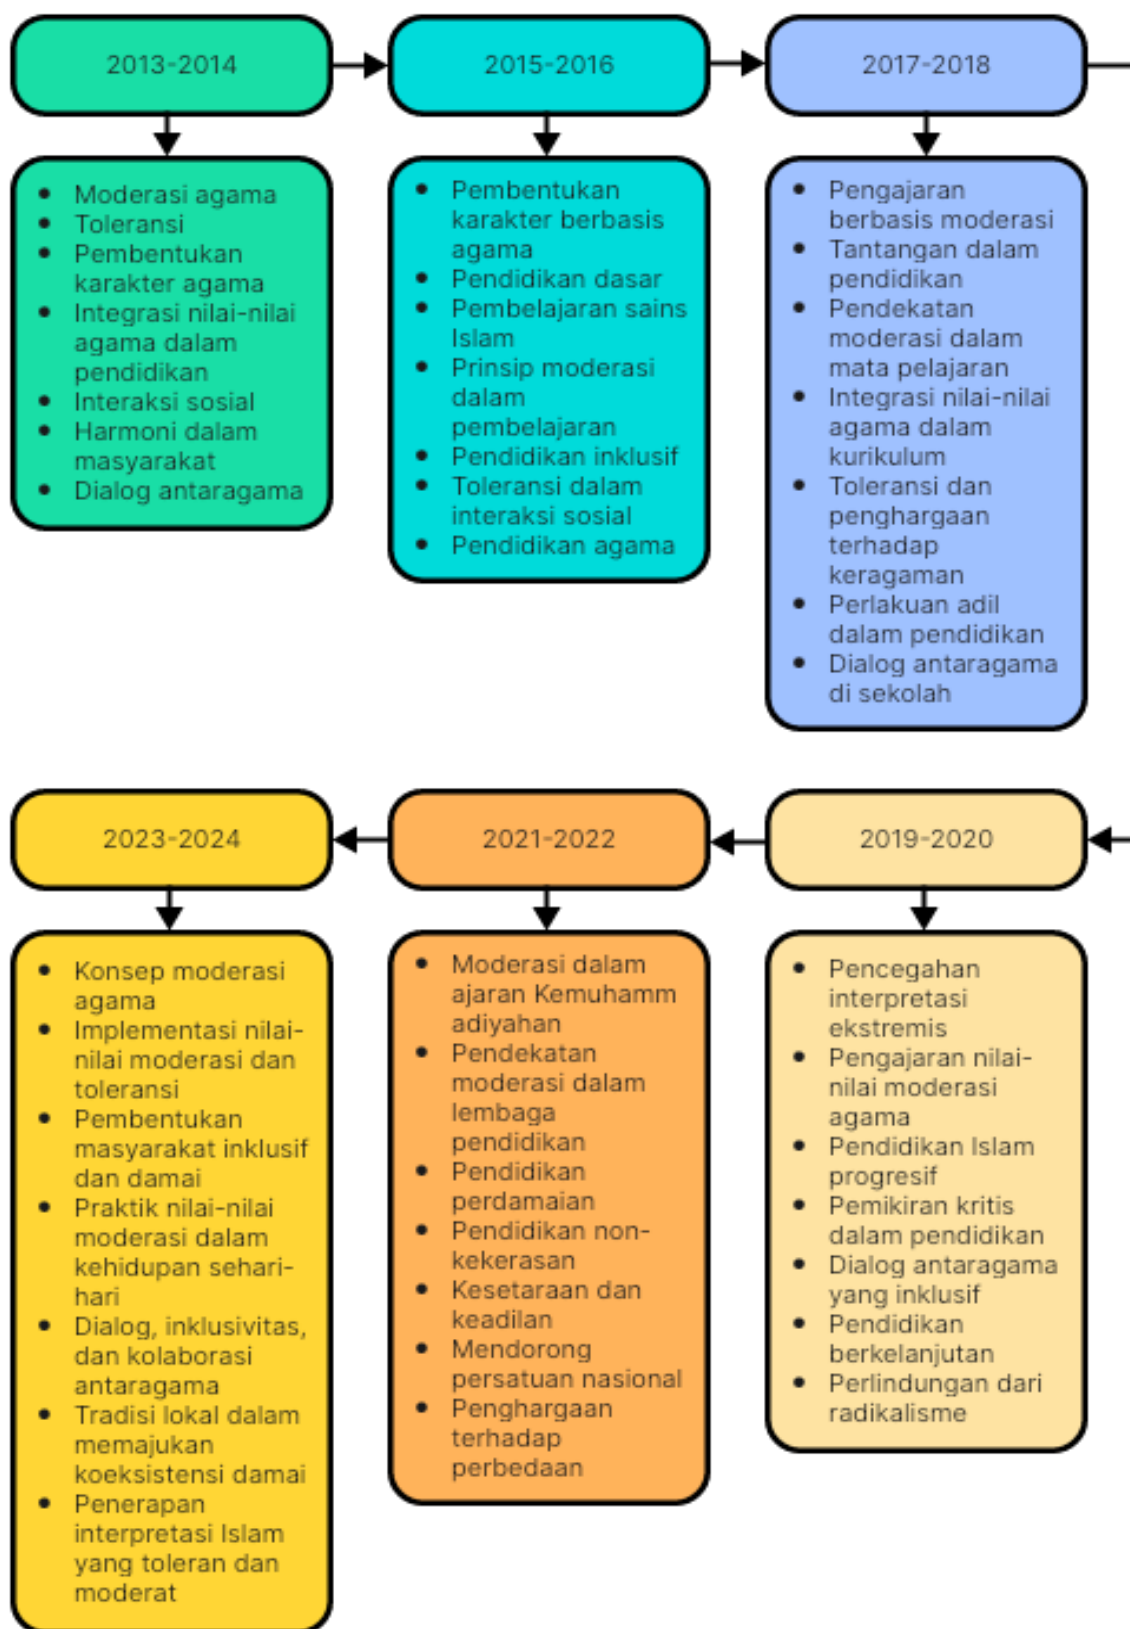 2013-2014
• Moderasi agama
• Toleransi
• Pembentukan
karakter agama
• Integrasi nilai-nilai
agama dalam
pendidikan
• Interaksi sosial
• Harmoni dalam
masyarakat
• Dialog antaragama
2015-2016
• Pembentukan
karakter berbasis
agama
• Pendidikan dasar
• Pembelajaran sains
Islam
• Prinsip moderasi
dalam
pembelajaran
• Pendidikan inklusif
• Toleransi dalam
interaksi sosial
• Pendidikan agama
2017-2018
• Pengajaran
berbasis moderasi
• Tantangan dalam
pendidikan
• Pendekatan
moderasi dalam
mata pelajaran
• Integrasi nilai-nilai
agama dalam
kurikulum
• Toleransi dan
penghargaan
terhadap
keragaman
• Perlakuan adil
dalam pendidikan
• Dialog antaragama
di sekolah
2019-2020
• Pencegahan
interpretasi
ekstremis
• Pengajaran nilai-
nilai moderasi
agama
• Pendidikan Islam
progresif
• Pemikiran kritis
dalam pendidikan
• Dialog antaragama
yang inklusif
• Pendidikan
berkelanjutan
• Perlindungan dari
radikalisme
2021-2022
• Moderasi dalam
ajaran Kemuhamm
adiyahan
• Pendekatan
moderasi dalam
lembaga
pendidikan
• Pendidikan
perdamaian
• Pendidikan non-
kekerasan
• Kesetaraan dan
keadilan
• Mendorong
persatuan nasional
• Penghargaan
terhadap
perbedaan
2023-2024
• Konsep moderasi
agama
• Implementasi nilai-
nilai moderasi dan
toleransi
• Pembentukan
masyarakat inklusif
dan damai
• Praktik nilai-nilai
moderasi dalam
kehidupan sehari-
hari
• Dialog, inklusivitas,
dan kolaborasi
antaragama
• Tradisi lokal dalam
memajukan
koeksistensi damai
• Penerapan
interpretasi Islam
yang toleran dan
moderat